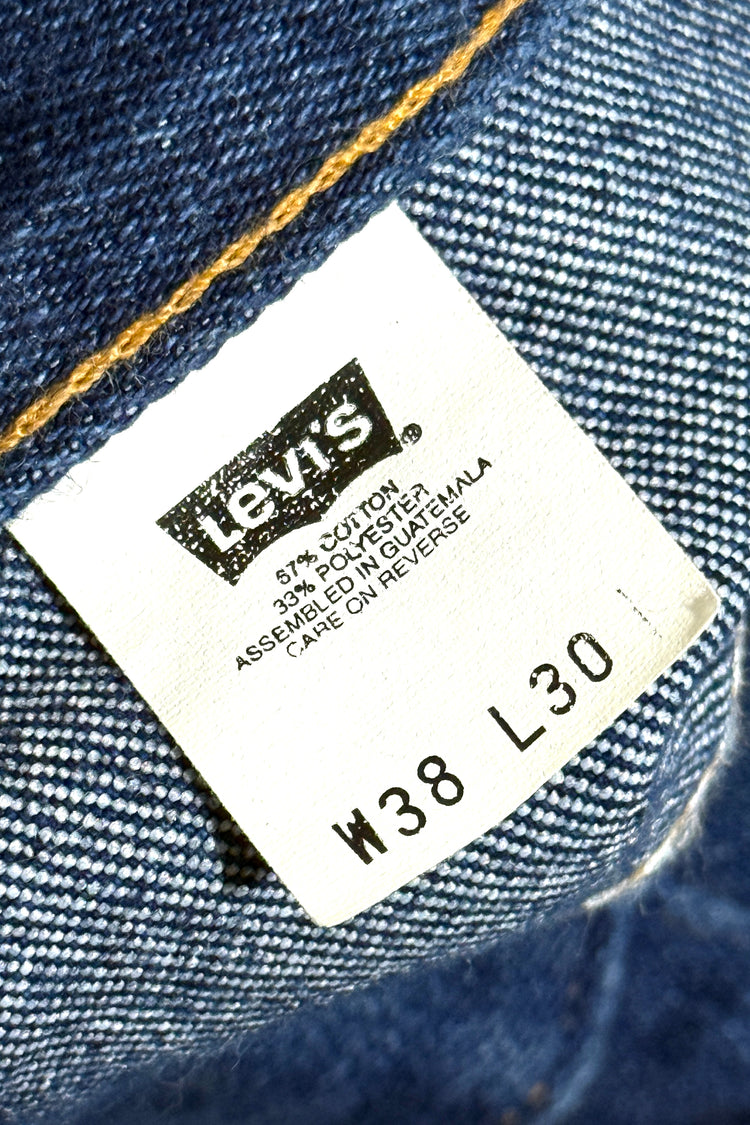 Levi's®
67% COTTON
33% POLYESTER
ASSEMBLED IN GUATEMALA
CARE ON REVERSE
W38 L30